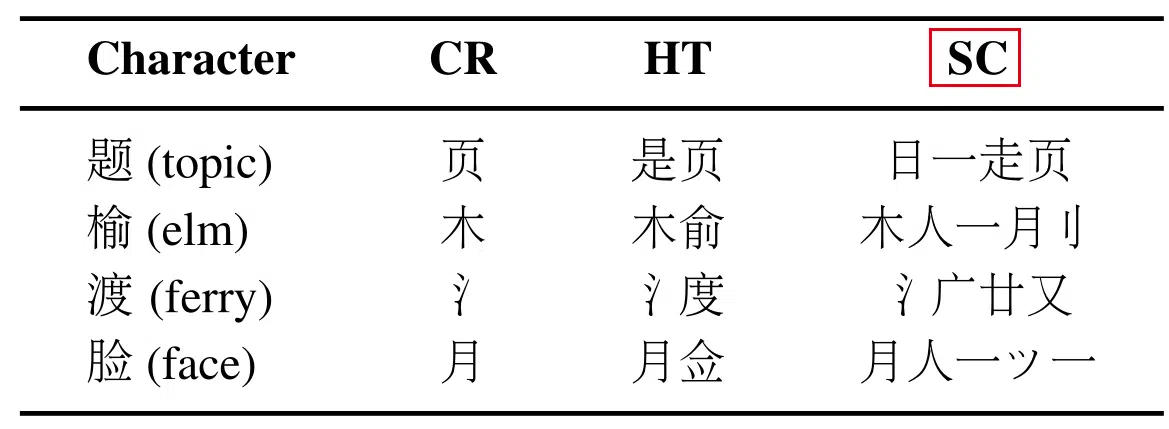 Character CR HT SC
题 (topic) 页 是页 日一走页
榆 (elm) 木 木俞 木人一月刂
渡 (ferry) 氵 氵度 氵广廿又
脸 (face) 月 月佥 月人一ッ一